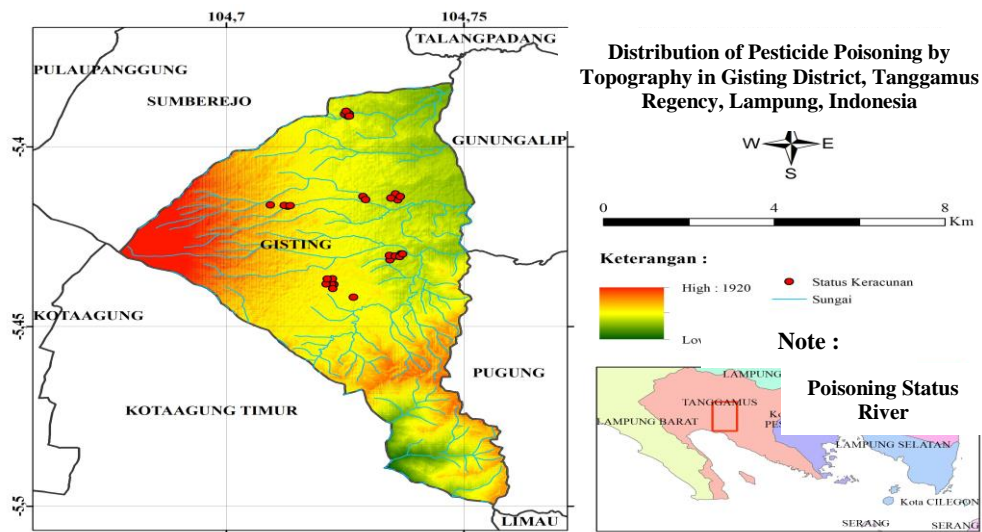 104,7
104,75
TALANGPADANG
PULAUPANGGUNG
SUMBEREJO
GUNUNGALIP
-5,4
GISTING
KOTAAGUNG
-5,45
PUGUNG
KOTAAGUNG TIMUR
-5,5
LIMAU
Distribution of Pesticide Poisoning by
Topography in Gisting District, Tanggamus
Regency, Lampung, Indonesia
W E
S
0 4 8
Km
Keterangan :
High : 1920
Status Keracunan
Sungai
Note :
LAMPUNG
Poisoning Status
River
TANGGAMUS
LAMPUNG BARAT
LAMPUNG SELATAN
Kota CILEGON
SERANG
SERANG